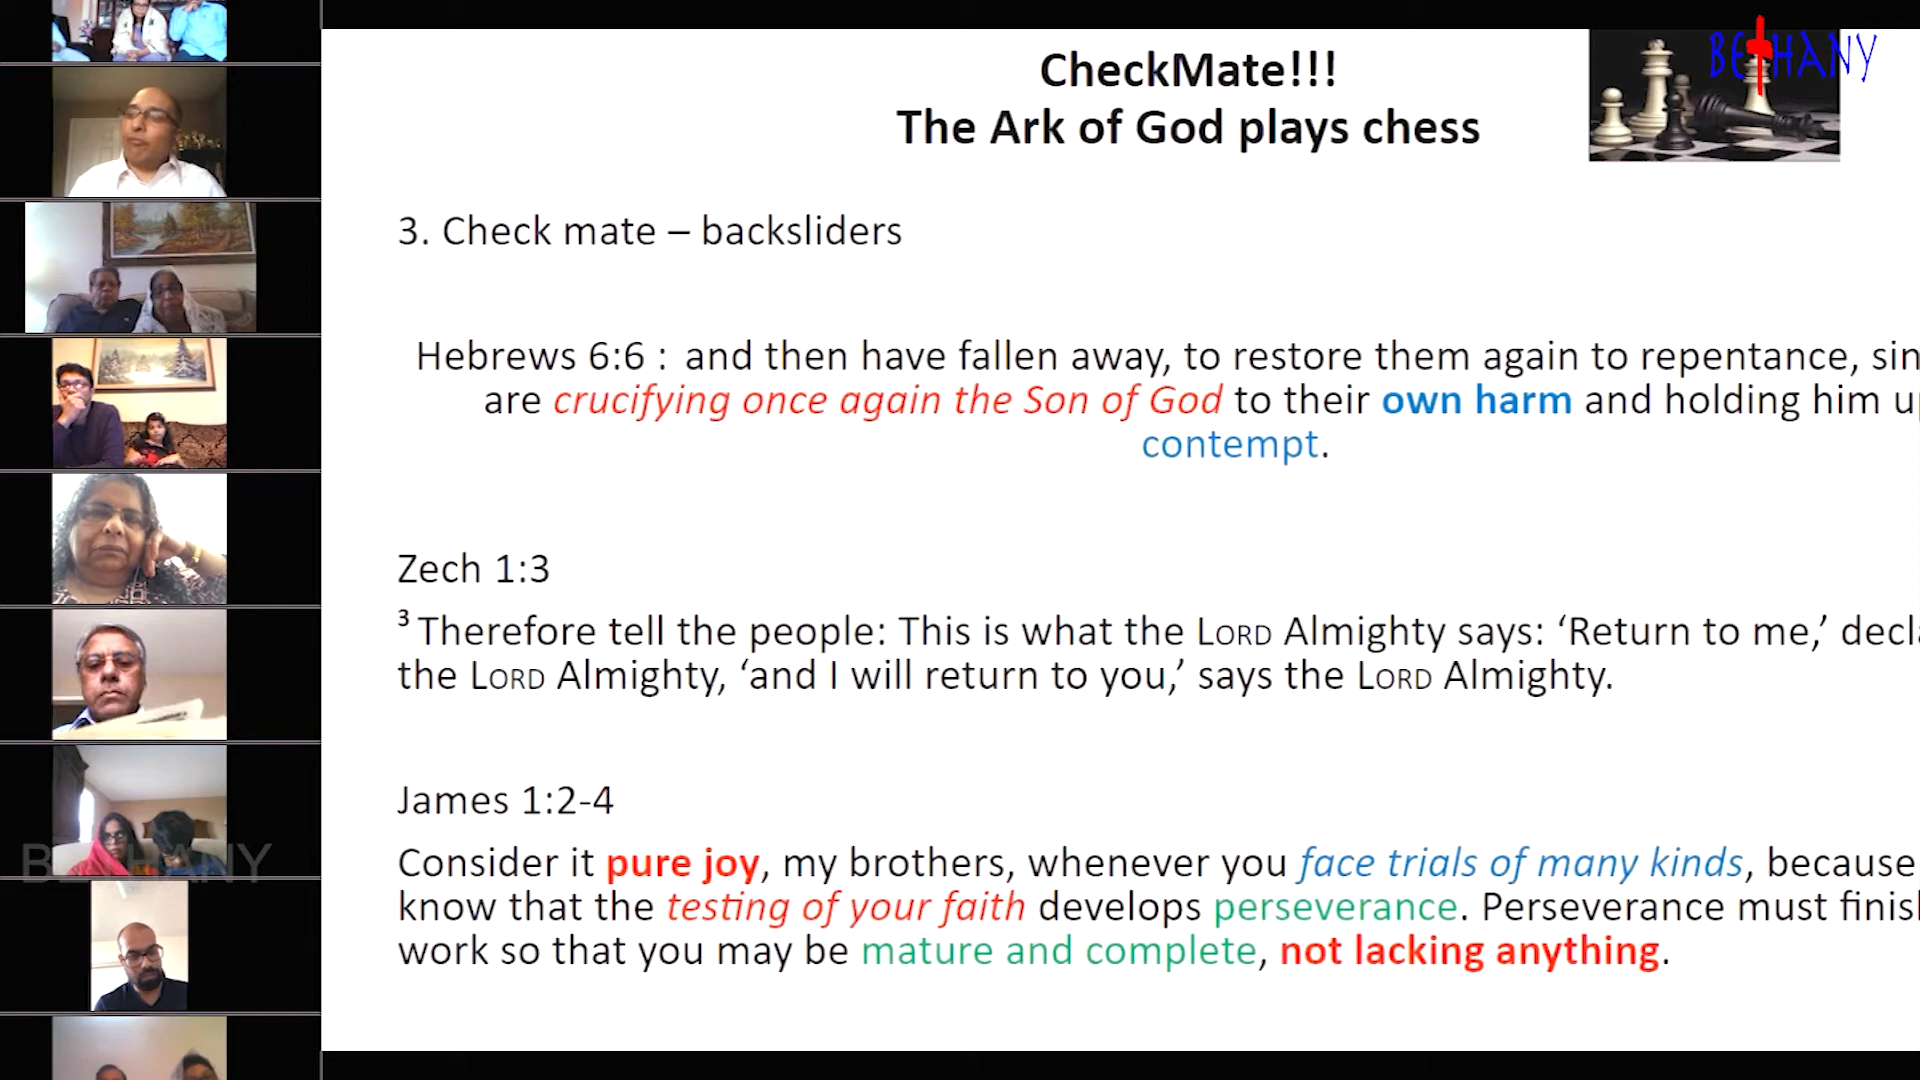 CheckMate!!!
The Ark of God plays chess
BETHANY
3. Check mate – backsliders
Hebrews 6:6 : and then have fallen away, to restore them again to repentance, sin
are crucifying once again the Son of God to their own harm and holding him up
contempt.
Zech 1:3
³ Therefore tell the people: This is what the LORD Almighty says: ‘Return to me,’ decl
the LORD Almighty, ‘and I will return to you,’ says the LORD Almighty.
James 1:2-4
Consider it pure joy, my brothers, whenever you face trials of many kinds, because
know that the testing of your faith develops perseverance. Perseverance must finis
work so that you may be mature and complete, not lacking anything.
BETHANY